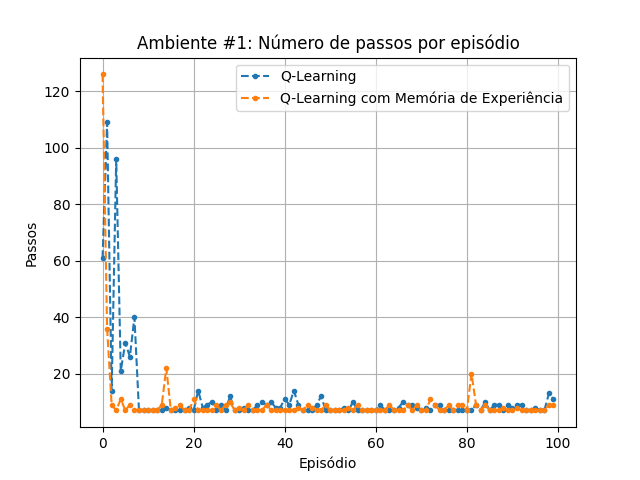 Ambiente #1: Número de passos por episódio
Q-Learning
Q-Learning com Memória de Experiência
Passos
120
100
80
60
40
20
0 20 40 60 80 100
Episódio